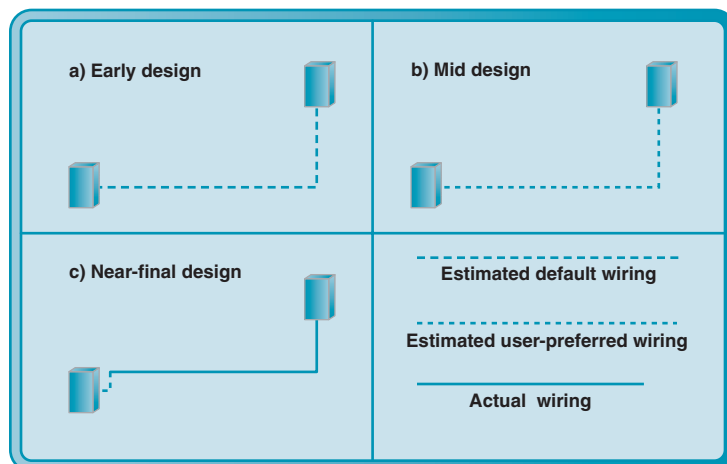 a) Early design
b) Mid design
c) Near-final design
Estimated default wiring
Estimated user-preferred wiring
Actual wiring